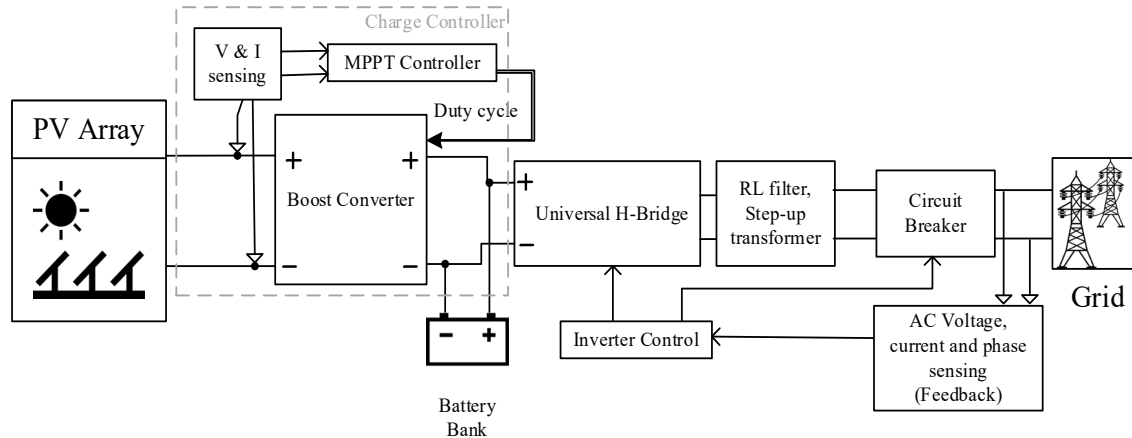 Charge Controller
V & I
sensing
MPPT Controller
Duty cycle
PV Array
+
+
Boost Converter
−
−
+
−
Universal H-Bridge
RL filter,
Step-up
transformer
Circuit
Breaker
Grid
Inverter Control
AC Voltage,
current and phase
sensing
(Feedback)
− +
Battery
Bank